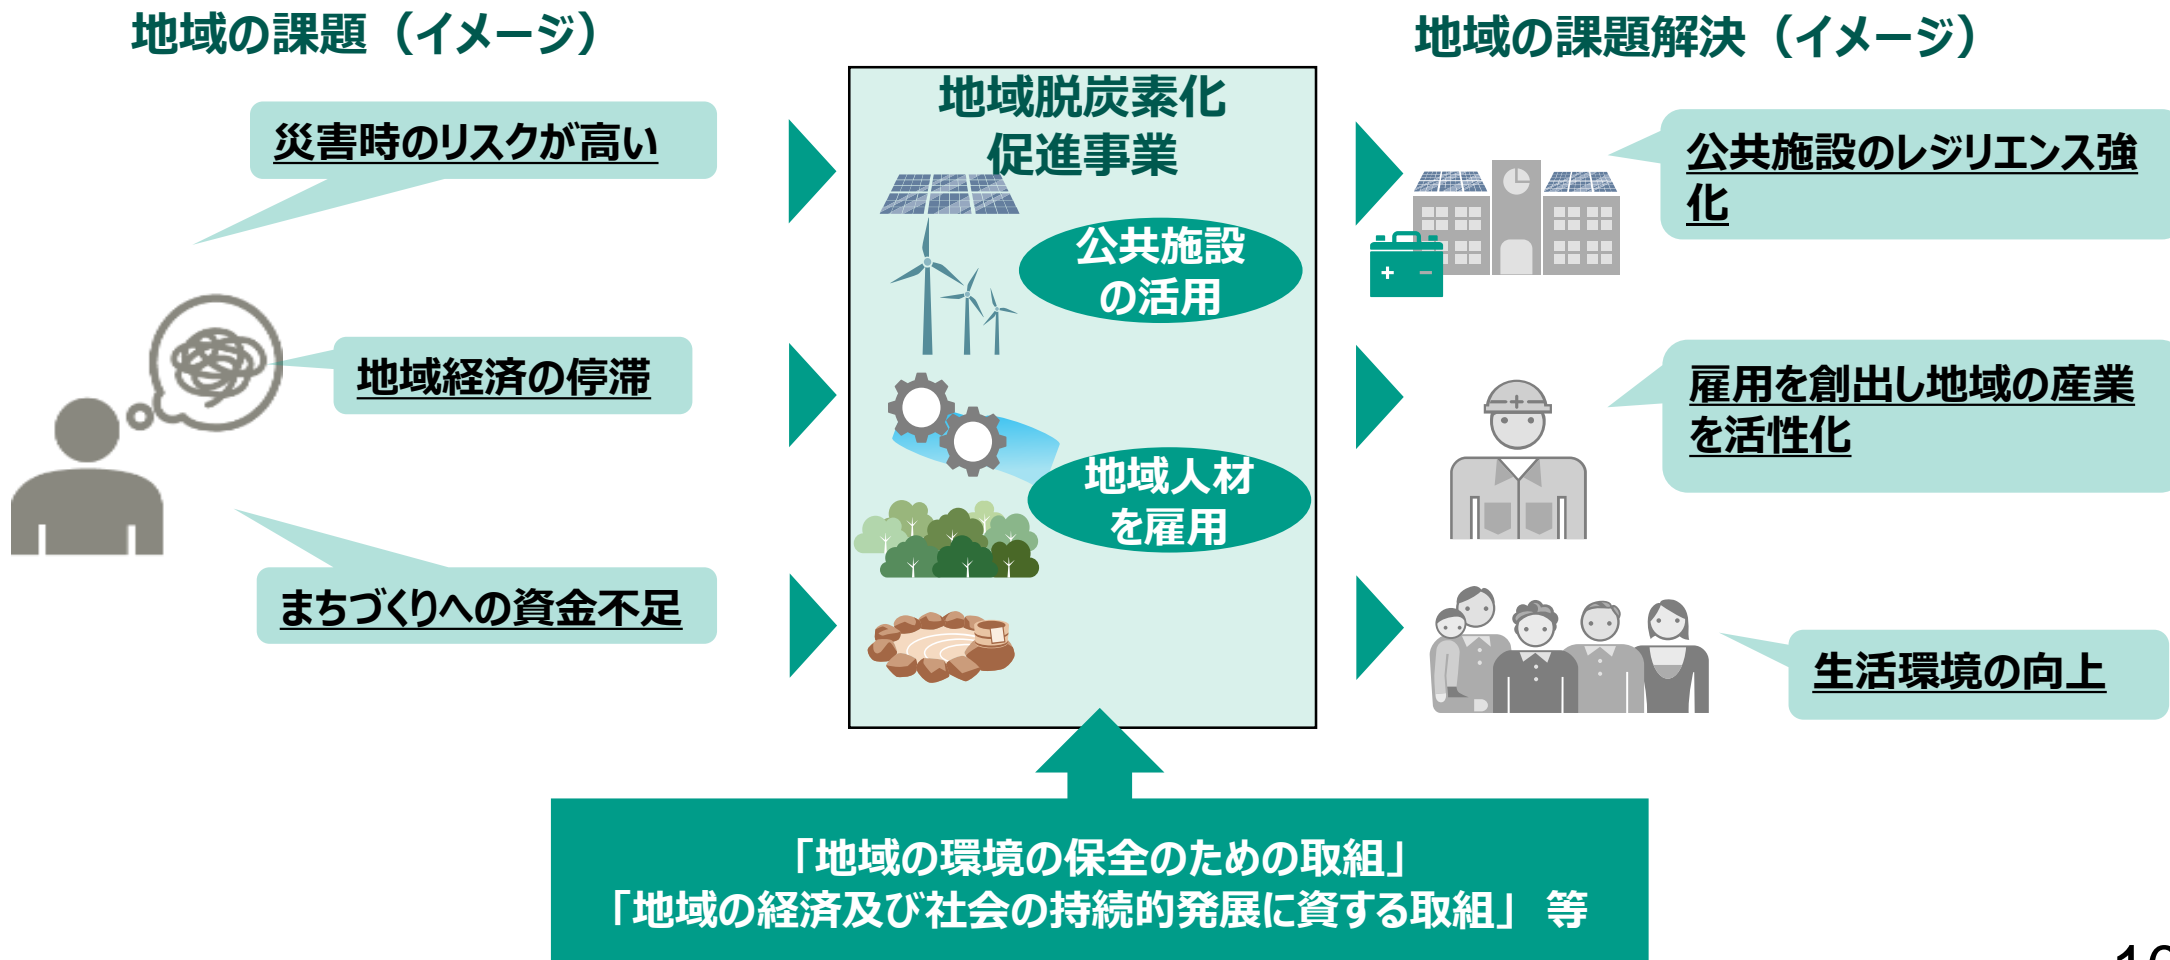 地域の課題（イメージ）
災害時のリスクが高い
地域経済の停滞
まちづくりへの資金不足
地域脱炭素化
促進事業
公共施設
の活用
地域人材
を雇用
地域の課題解決（イメージ）
公共施設のレジリエンス強
化
雇用を創出し地域の産業
を活性化
生活環境の向上
「地域の環境の保全のための取組」
「地域の経済及び社会の持続的発展に資する取組」 等